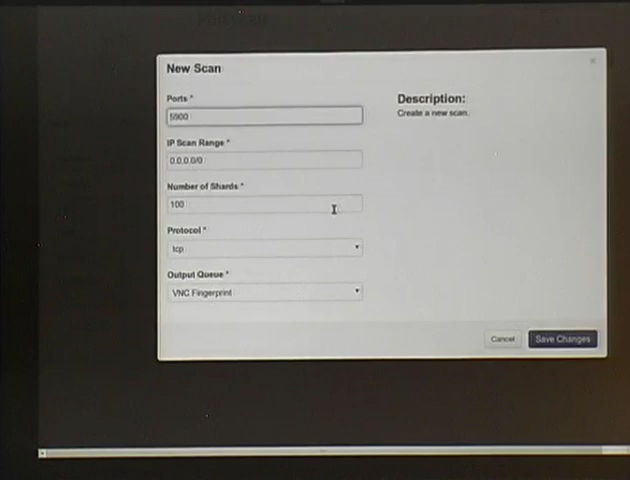 New Scan
×
Ports *
5900
Description:
Create a new scan.
IP Scan Range *
0.0.0.0/0
Number of Shards *
100
Protocol *
tcp
Output Queue *
VNC Fingerprint
Cancel
Save Changes